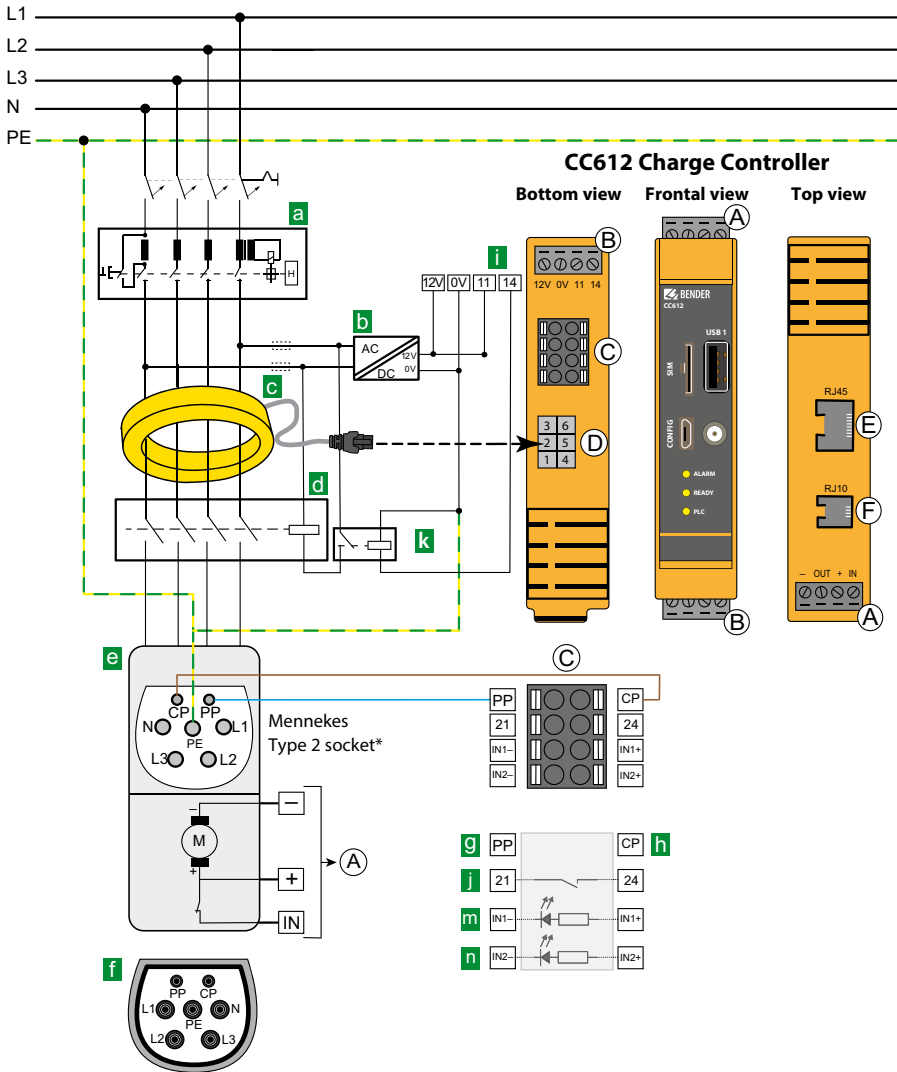 L1
L2
L3
N
PE
CC612 Charge Controller
Bottom view
Frontal view
Top view
a
H
i
12V 0V 11 14
b
AC
DC
12V
0V
c
d
k
B
12V 0V 11 14
C
3 6
2 5
1 4
D
A
BENDER
CC612
USB 1
SIM
CONFIG
ALARM
READY
PLC
B
RJ45
E
RJ10
F
– OUT + IN
A
e
CP PP
N PE L1
L3 L2
Mennekes
Type 2 socket*
–
M
+
–
+
IN
A
C
PP CP
21 24
IN1– IN1+
IN2– IN2+
g PP CP h
j 21 24
m IN1– IN1+
n IN2– IN2+
f
PP CP
L1 PE N
L2 L3